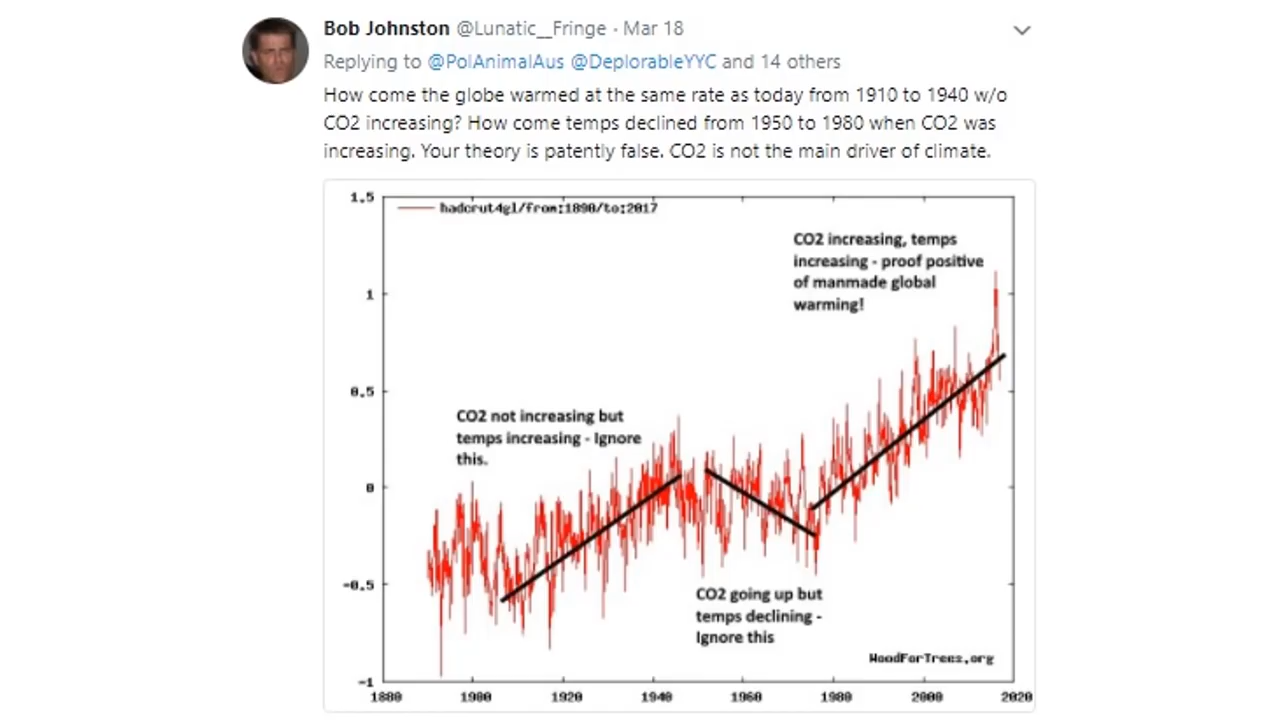 Bob Johnston @Lunatic__Fringe · Mar 18
Replying to @PolAnimalAus @DeplorableYYC and 14 others
How come the globe warmed at the same rate as today from 1910 to 1940 w/o
CO2 increasing? How come temps declined from 1950 to 1980 when CO2 was
increasing. Your theory is patently false. CO2 is not the main driver of climate.
1.5
hadcrut4gl/from:1890/to:2017
CO2 increasing, temps
increasing - proof positive
of manmade global
warming!
1
0.5
CO2 not increasing but
temps increasing - Ignore
this.
0
-0.5
CO2 going up but
temps declining -
Ignore this
WoodForTrees.org
-1
1880 1900 1920 1940 1960 1980 2000 2020